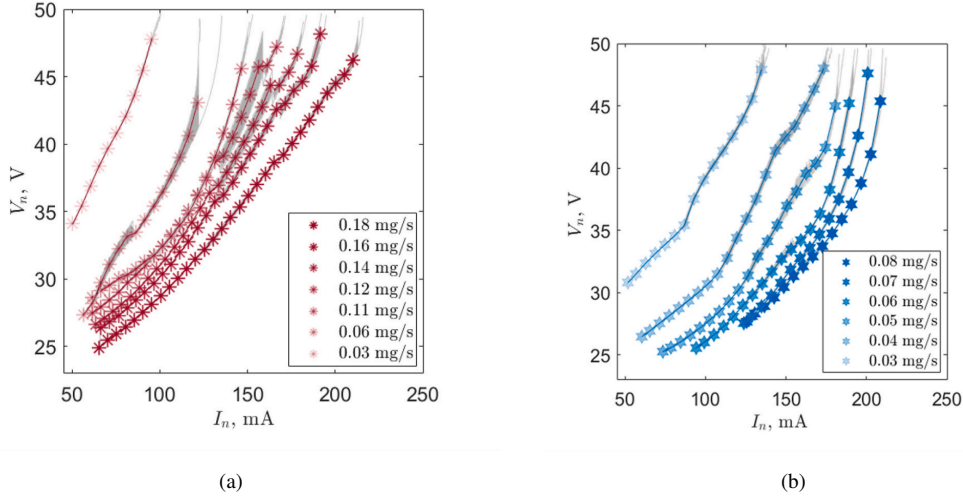 50
45
40
35
30
25
V_n, V
50
100
150
200
250
I_n, mA
0.18 mg/s
0.16 mg/s
0.14 mg/s
0.12 mg/s
0.11 mg/s
0.06 mg/s
0.03 mg/s
(a)
50
45
40
35
30
25
V_n, V
50
100
150
200
250
I_n, mA
0.08 mg/s
0.07 mg/s
0.06 mg/s
0.05 mg/s
0.04 mg/s
0.03 mg/s
(b)